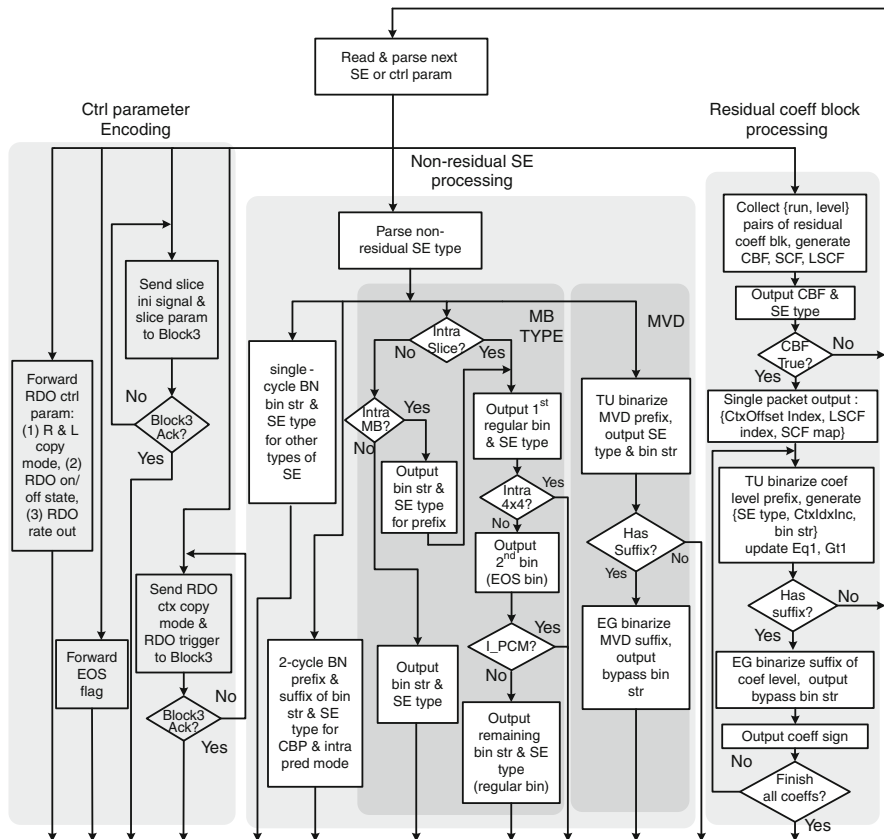 Read & parse next
SE or ctrl param
Ctrl parameter
Encoding
Non-residual SE
processing
Residual coeff block
processing
Send slice
ini signal &
slice param
to Block3
No
Block3
Ack?
Yes
Forward
RDO ctrl
param:
(1) R & L
copy
mode, (2)
RDO on/
off state,
(3) RDO
rate out
Send RDO
ctx copy
mode &
RDO trigger
to Block3
No
Block3
Ack?
Yes
Forward
EOS
flag
Parse non-
residual SE type
single-
cycle BN
bin str &
SE type
for other
types of
SE
2-cycle BN
prefix &
suffix of bin
str & SE
type for
CBP & intra
pred mode
MB
TYPE
Intra
Slice?
No
Yes
Intra
MB?
Yes
No
Output
bin str &
SE type
for prefix
Output
bin str &
SE type
Output 1st
regular bin
& SE type
Intra
4x4?
Yes
No
Output
2nd bin
(EOS bin)
I_PCM?
Yes
No
Output
remaining
bin str & SE
type
(regular bin)
MVD
TU binarize
MVD prefix,
output SE
type & bin str
Has
Suffix?
Yes
No
EG binarize
MVD suffix,
output
bypass bin
str
Collect {run, level}
pairs of residual
coeff blk, generate
CBF, SCF, LSCF
Output CBF &
SE type
CBF
True?
No
Yes
Single packet output :
{CtxOffset Index, LSCF
index, SCF map}
TU binarize coef
level prefix, generate
{SE type, CtxIdxInc,
bin str}
update Eq1, Gt1
Has
suffix?
No
Yes
EG binarize suffix of
coef level, output
bypass bin str
Output coeff sign
No
Finish
all coeffs?
Yes